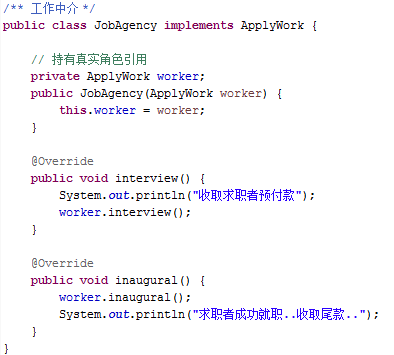 /** 工作中介 */
public class JobAgency implements ApplyWork {
// 持有真实角色引用
private ApplyWork worker;
public JobAgency(ApplyWork worker) {
this.worker = worker;
}
@Override
public void interview() {
System.out.println("收取求职者预付款");
worker.interview();
}
@Override
public void inaugural() {
worker.inaugural();
System.out.println("求职者成功就职..收取尾款..");
}
}